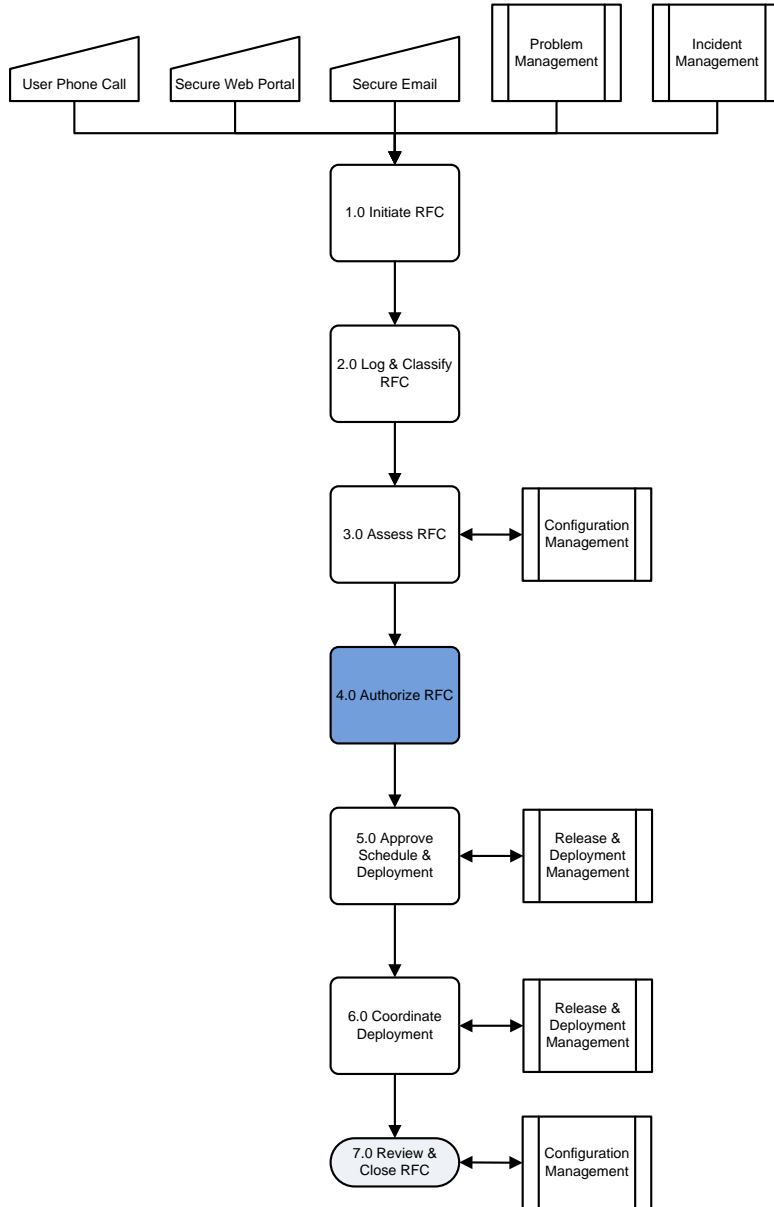 User Phone Call
Secure Web Portal
Secure Email
Problem
Management
Incident
Management
1.0 Initiate RFC
2.0 Log & Classify
RFC
3.0 Assess RFC
Configuration
Management
4.0 Authorize RFC
5.0 Approve
Schedule &
Deployment
Release &
Deployment
Management
6.0 Coordinate
Deployment
Release &
Deployment
Management
7.0 Review &
Close RFC
Configuration
Management